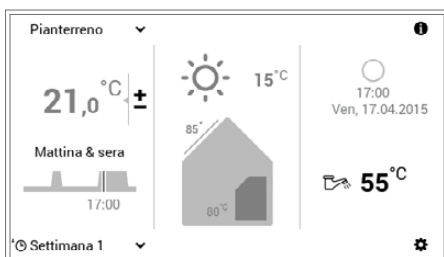 Pianterreno
21,0°C ±
Mattina & sera
17:00
Settimana 1
15°C
85°
80°C
17:00
Ven, 17.04.2015
55°C